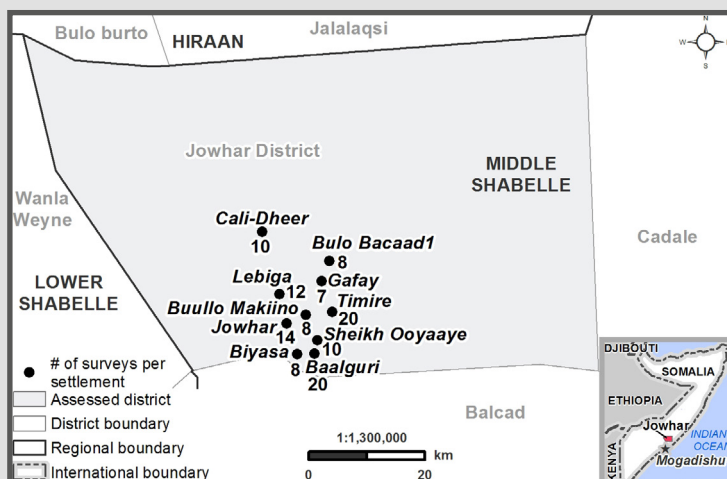 Bulo burto
HIRAAN
Jalalaqsi
N
W
S
Jowhar District
MIDDLE
SHABELLE
Wanla
Weyne
Cadale
LOWER
SHABELLE
Cali-Dheer
10
Bulo Bacaad1
8
Lebiga
12
Gafay
7
Timire
20
Buullo Makiino
8
Jowhar
14
Sheikh Ooyaaye
10
Biyasa
8
Baalguri
20
Balcad
# of surveys per
settlement
Assessed district
District boundary
Regional boundary
International boundary
1:1,300,000
km
0
20
DJIBOUTI
SOMALIA
ETHIOPIA
Jowhar
INDIAN
OCEAN
KENYA
Mogadishu